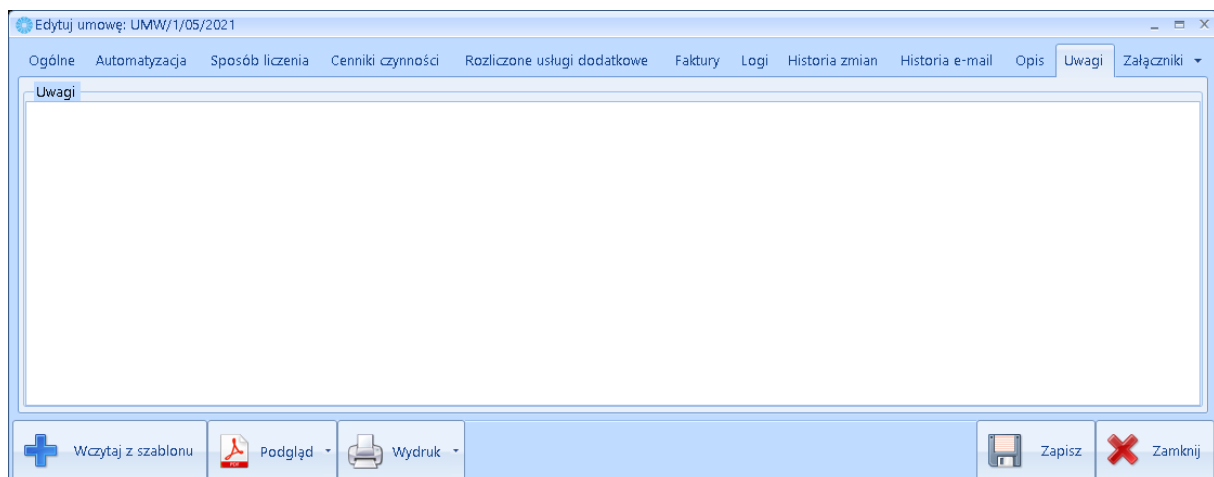 Edytuj umowę: UMW/1/05/2021
Ogólne Automatyzacja Sposób liczenia Cenniki czynności Rozliczone usługi dodatkowe Faktury Logi Historia zmian Historia e-mail Opis Uwagi Załączniki
Uwagi
Wczytaj z szablonu PDF Podgląd Wydruk Zapisz Zamknij